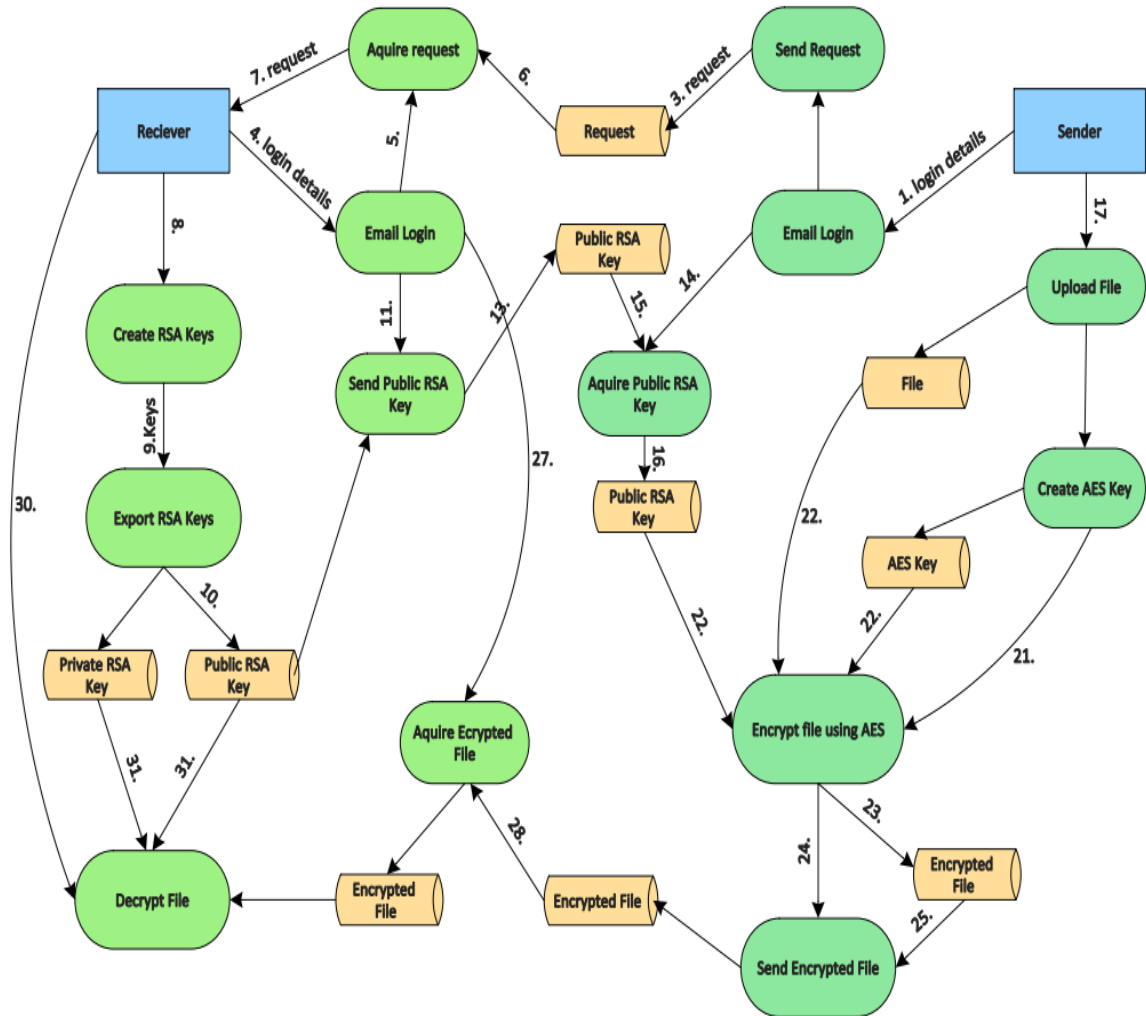 Aquire request
Send Request
7. request
6.
3. request
Reciever
Request
Sender
4. login details
5.
1. login details
8.
17.
Email Login
Email Login
Public RSA
Key
Upload File
11.
13.
15.
14.
Create RSA Keys
Send Public RSA
Key
Aquire Public RSA
Key
File
9.Keys
27.
16.
30.
Export RSA Keys
Public RSA
Key
22.
Create AES Key
AES Key
10.
22.
22.
21.
Private RSA
Key
Public RSA
Key
Aquire Ecrypted
File
Encrypt file using AES
31.
31.
28.
24.
23.
Decrypt File
Encrypted
File
Encrypted File
Encrypted
File
25.
Send Encrypted File